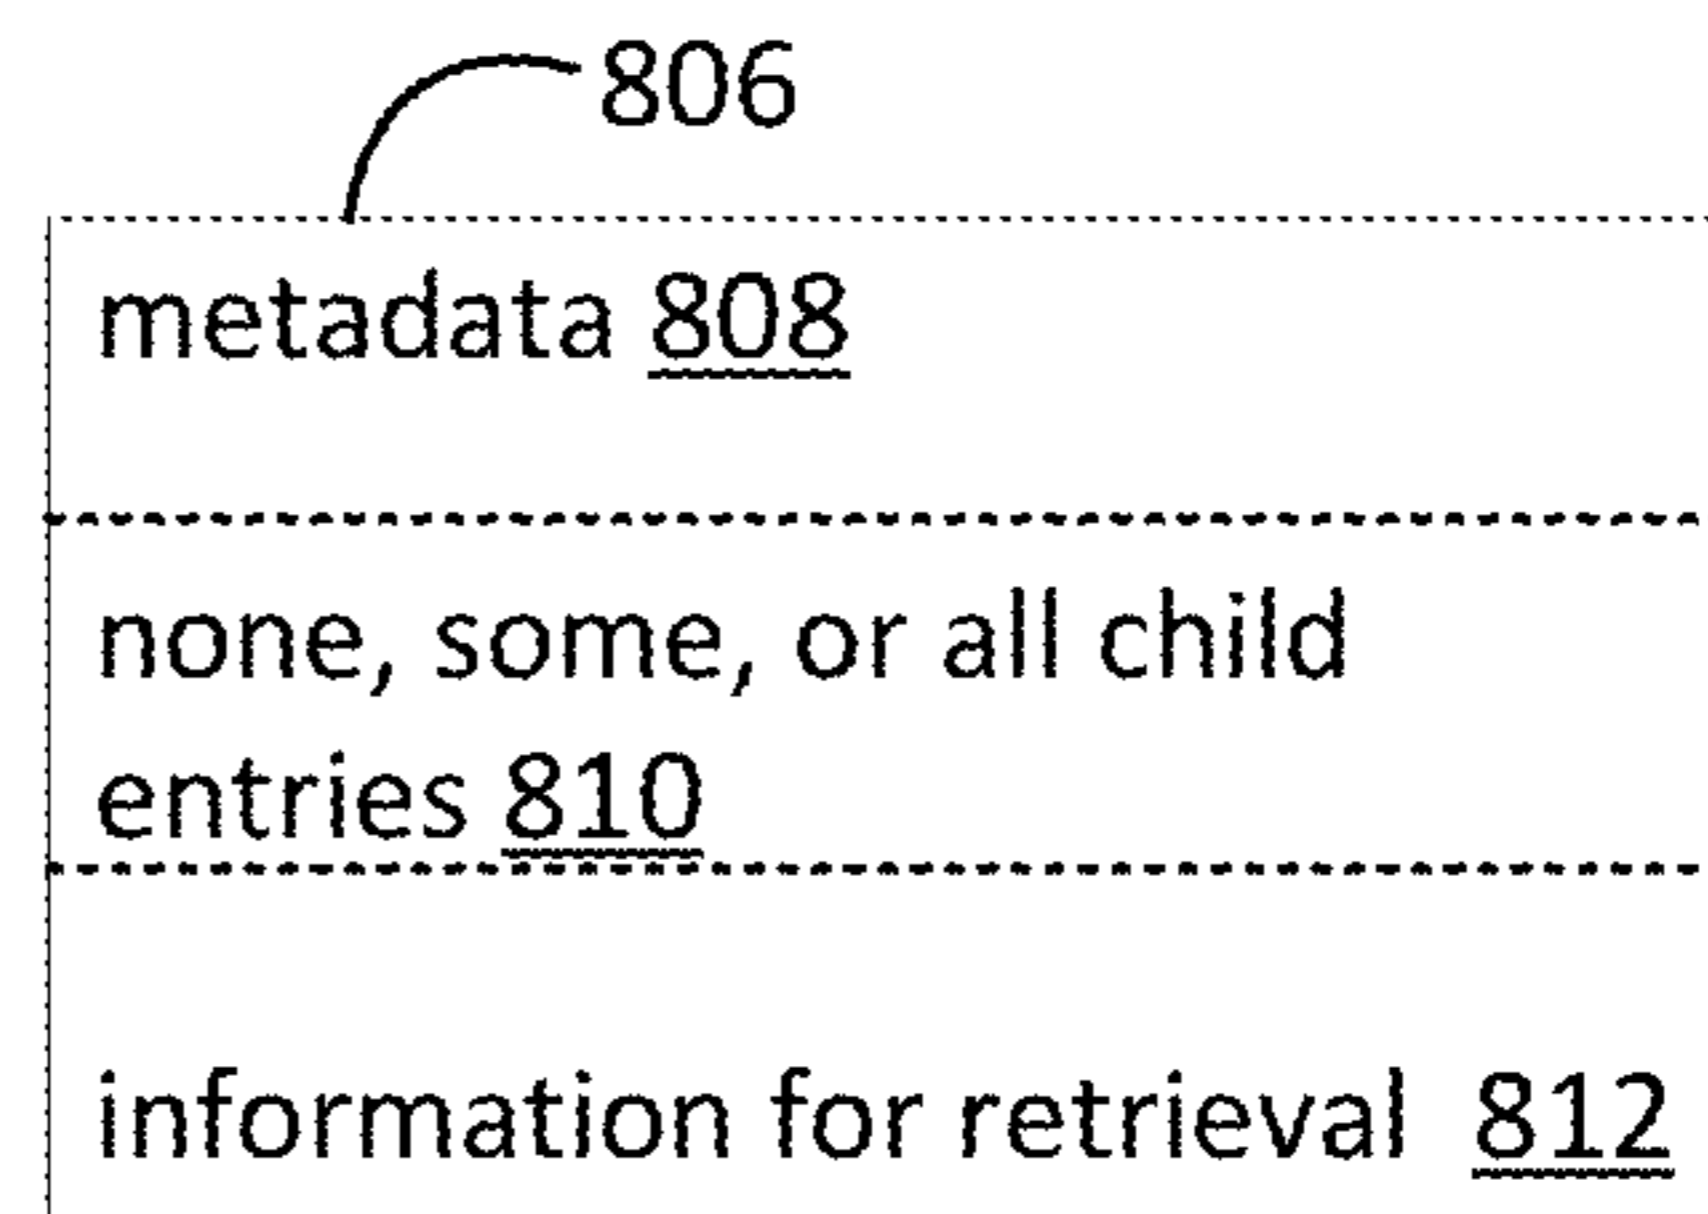 806
metadata 808
none, some, or all child
entries 810
information for retrieval 812